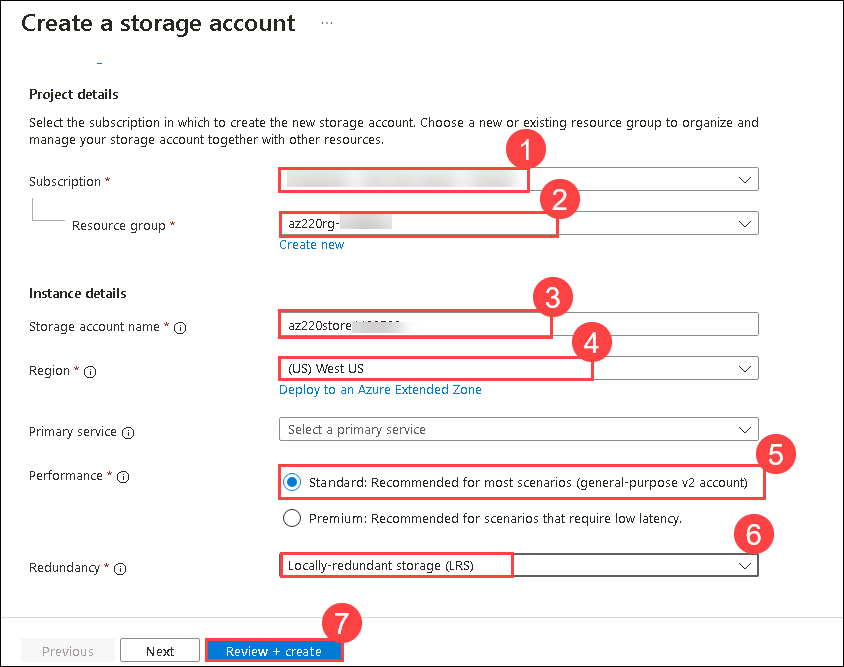 Create a storage account ...
Project details
Select the subscription in which to create the new storage account. Choose a new or existing resource group to organize and
manage your storage account together with other resources.
1
Subscription *
2
Resource group * az220rg-
Create new
Instance details
3
Storage account name * az220store
4
Region * (US) West US
Deploy to an Azure Extended Zone
Primary service Select a primary service
5
Performance * Standard: Recommended for most scenarios (general-purpose v2 account)
Premium: Recommended for scenarios that require low latency.
6
Redundancy * Locally-redundant storage (LRS)
7
Previous Next Review + create